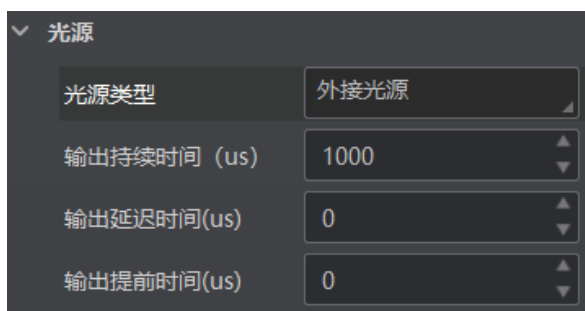 光源
光源类型 外接光源
输出持续时间（us） 1000
输出延迟时间(us) 0
输出提前时间(us) 0